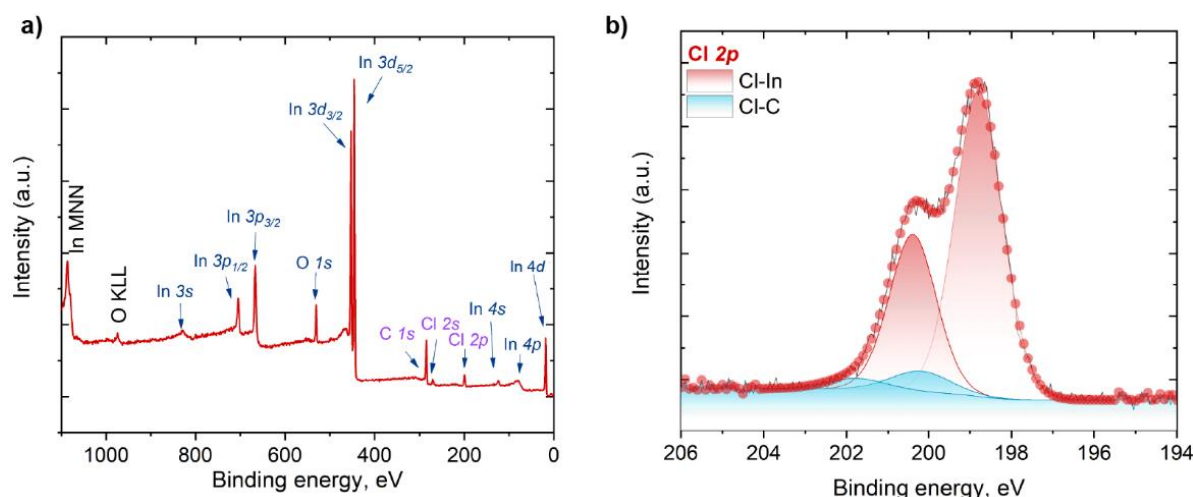 a)
Intensity (a.u.)
In MNN
O KLL
In 3s
In 3p1/2
In 3p3/2
O 1s
In 3d3/2
In 3d5/2
C 1s
Cl 2s
Cl 2p
In 4s
In 4p
In 4d
1000 800 600 400 200 0
Binding energy, eV
b)
Cl 2p
Cl-In
Cl-C
Intensity (a.u.)
206 204 202 200 198 196 194
Binding energy, eV